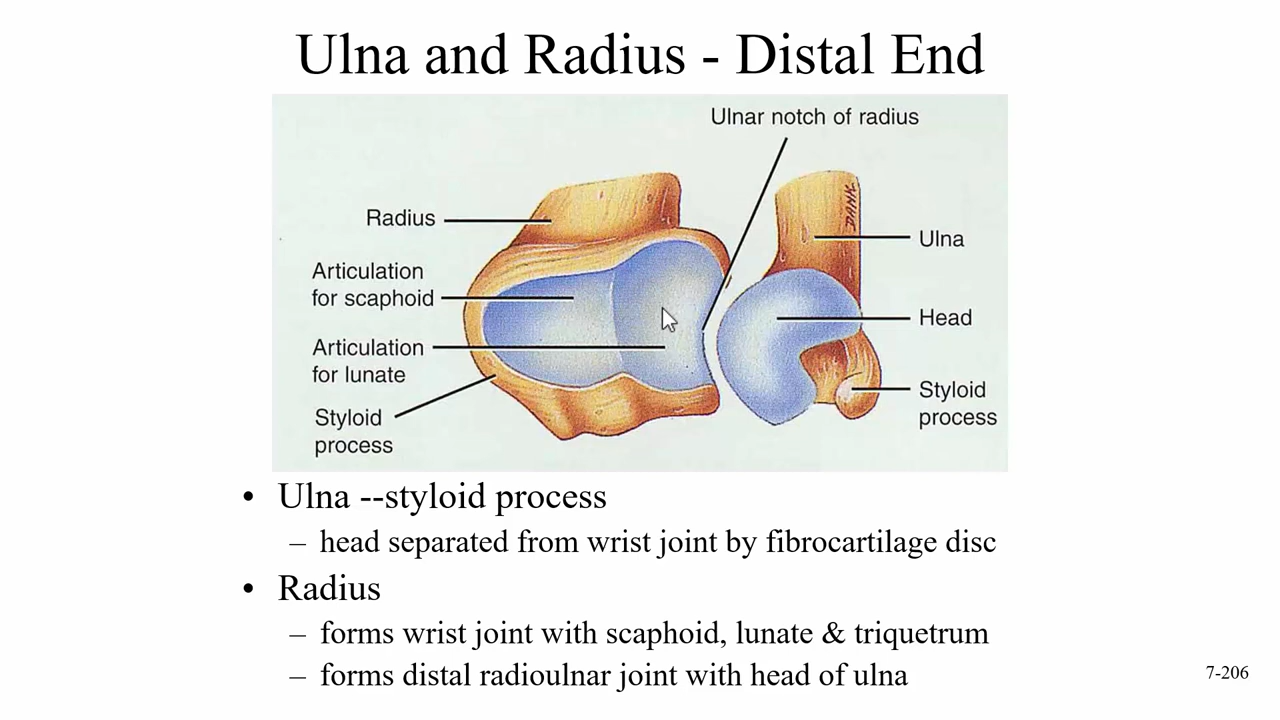 Ulna and Radius - Distal End
Ulnar notch of radius
Radius
Ulna
Articulation
for scaphoid
Head
Articulation
for lunate
Styloid
process
Styloid
process
DANK
• Ulna --styloid process
– head separated from wrist joint by fibrocartilage disc
• Radius
– forms wrist joint with scaphoid, lunate & triquetrum
– forms distal radioulnar joint with head of ulna
7-206